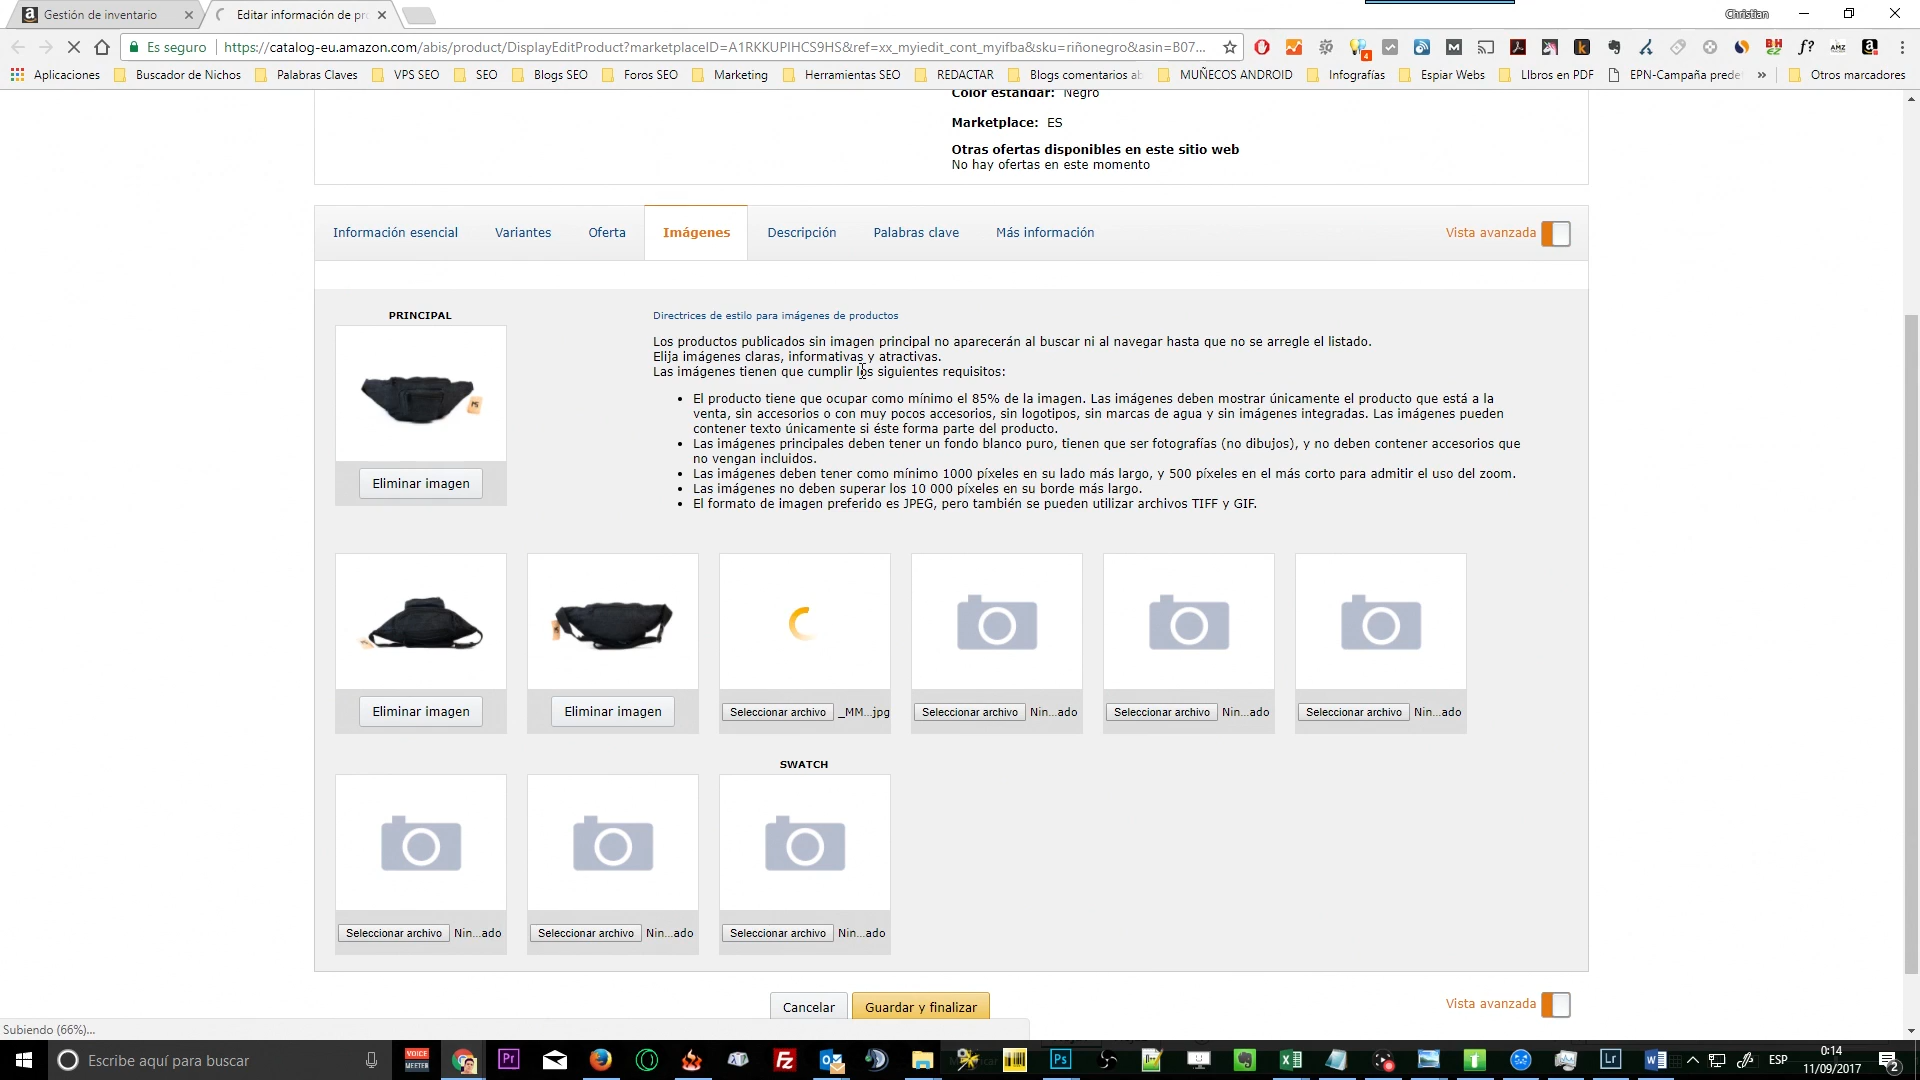 Gestión de inventario
Editar información de pr
Christian
Es seguro
https://catalog-eu.amazon.com/abis/product/DisplayEditProduct?marketplaceID=A1RKKUPIHCS9HS&ref=xx_myiedit_cont_myifba&sku=riñonegro&asin=B07...
Aplicaciones
Buscador de Nichos
Palabras Claves
VPS SEO
SEO
Blogs SEO
Foros SEO
Marketing
Herramientas SEO
REDACTAR
Blogs comentarios ab
MUÑECOS ANDROID
Infografías
Espiar Webs
LIbros en PDF
EPN-Campaña prede
»
Otros marcadores
Color estándar: Negro
Marketplace: ES
Otras ofertas disponibles en este sitio web
No hay ofertas en este momento
Información esencial
Variantes
Oferta
Imágenes
Descripción
Palabras clave
Más información
Vista avanzada
PRINCIPAL
Eliminar imagen
Directrices de estilo para imágenes de productos
Los productos publicados sin imagen principal no aparecerán al buscar ni al navegar hasta que no se arregle el listado.
Elija imágenes claras, informativas y atractivas.
Las imágenes tienen que cumplir los siguientes requisitos:
• El producto tiene que ocupar como mínimo el 85% de la imagen. Las imágenes deben mostrar únicamente el producto que está a la
venta, sin accesorios o con muy pocos accesorios, sin logotipos, sin marcas de agua y sin imágenes integradas. Las imágenes pueden
contener texto únicamente si éste forma parte del producto.
• Las imágenes principales deben tener un fondo blanco puro, tienen que ser fotografías (no dibujos), y no deben contener accesorios que
no vengan incluidos.
• Las imágenes deben tener como mínimo 1000 píxeles en su lado más largo, y 500 píxeles en el más corto para admitir el uso del zoom.
• Las imágenes no deben superar los 10 000 píxeles en su borde más largo.
• El formato de imagen preferido es JPEG, pero también se pueden utilizar archivos TIFF y GIF.
Eliminar imagen
Eliminar imagen
Seleccionar archivo _MM...jpg
Seleccionar archivo Nin...ado
Seleccionar archivo Nin...ado
Seleccionar archivo Nin...ado
SWATCH
Seleccionar archivo Nin...ado
Seleccionar archivo Nin...ado
Seleccionar archivo Nin...ado
Cancelar
Guardar y finalizar
Vista avanzada
Subiendo (66%)...
Escribe aquí para buscar
ESP
0:14
11/09/2017
2